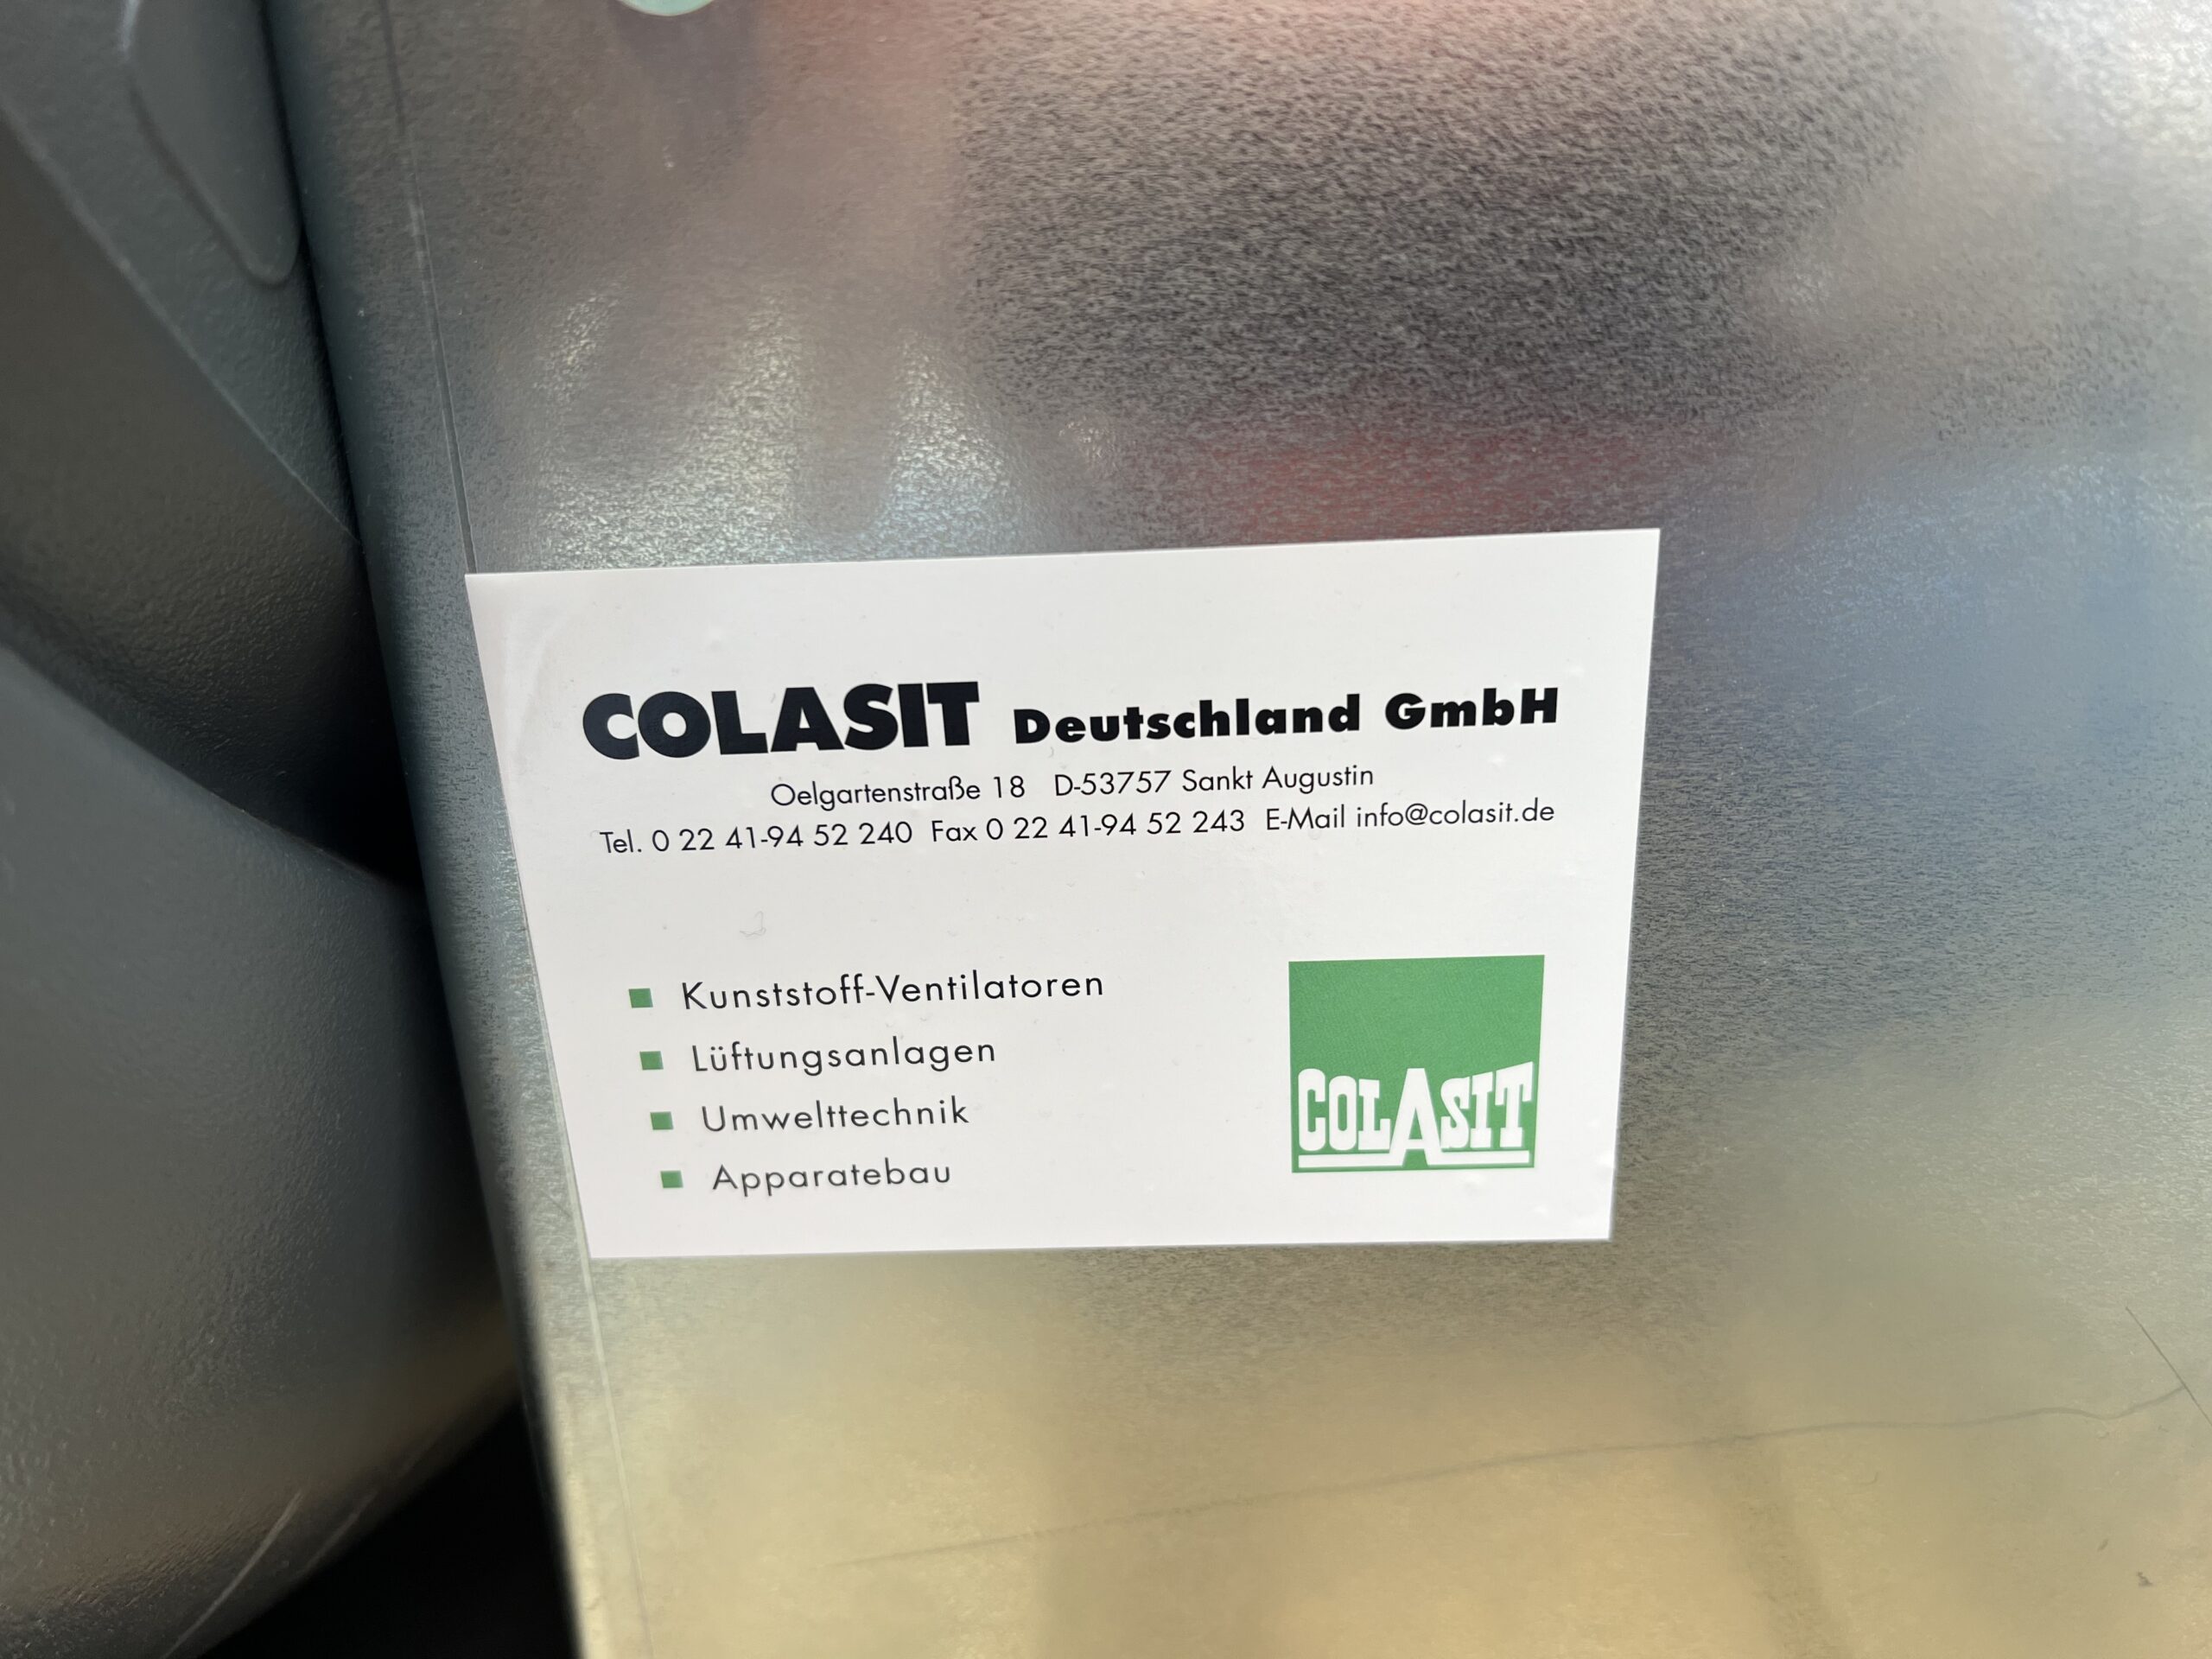 COLASIT Deutschland GmbH
Oelgartenstraße 18 D-53757 Sankt Augustin
Tel. 0 22 41-94 52 240 Fax 0 22 41-94 52 243 E-Mail info@colasit.de
Kunststoff-Ventilatoren
Lüftungsanlagen
Umwelttechnik
Apparatebau
COLASIT